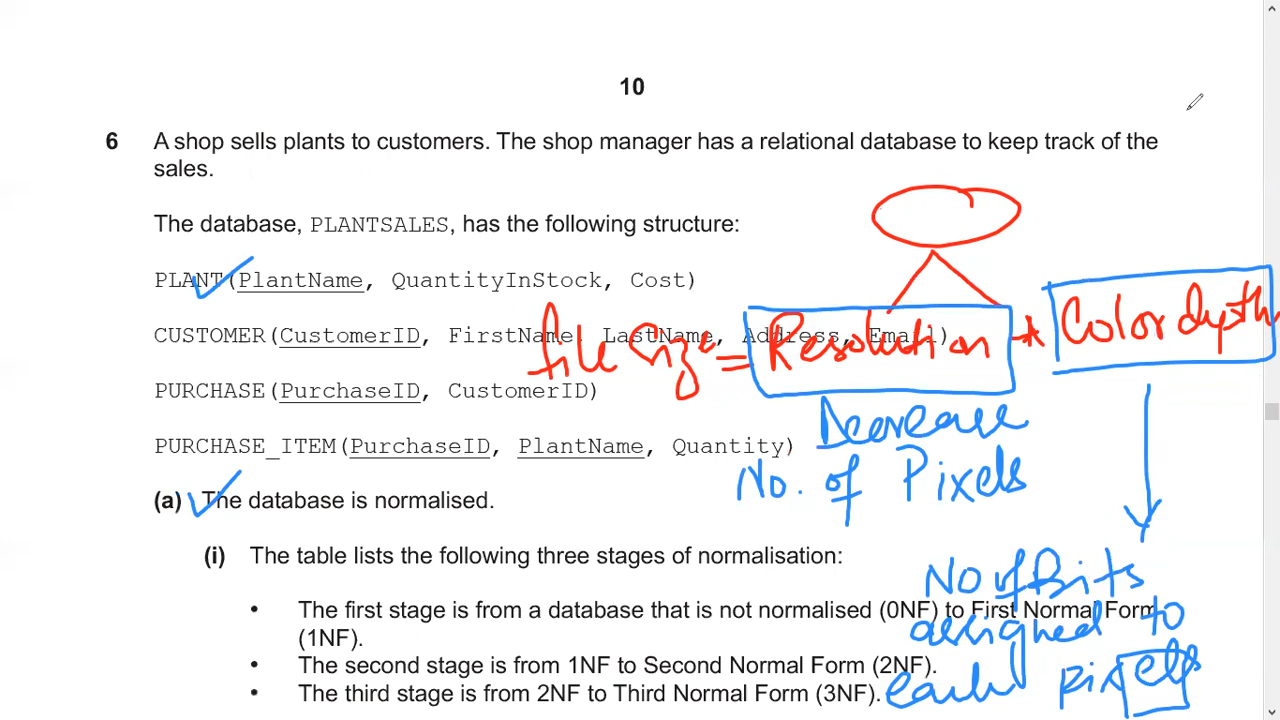 10
6 A shop sells plants to customers. The shop manager has a relational database to keep track of the
sales.
The database, PLANTSALES, has the following structure:
PLANT(PlantName, QuantityInStock, Cost)
CUSTOMER(CustomerID, FirstName, LastName, Address, Email)
file size = Resolution * Color depth
PURCHASE(PurchaseID, CustomerID)
Decrease
PURCHASE_ITEM(PurchaseID, PlantName, Quantity)
No. of Pixels
(a) The database is normalised.
(i) The table lists the following three stages of normalisation:
No of Bits
• The first stage is from a database that is not normalised (0NF) to First Normal Form
assigned to
(1NF).
• The second stage is from 1NF to Second Normal Form (2NF).
each pixels
• The third stage is from 2NF to Third Normal Form (3NF).